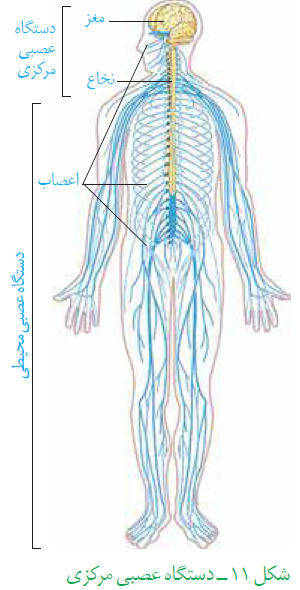 مغز
دستگاه
عصبی
مرکزی
نخاع
اعصاب
دستگاه عصبی محیطی
شکل ۱۱ــ دستگاه عصبی مرکزی